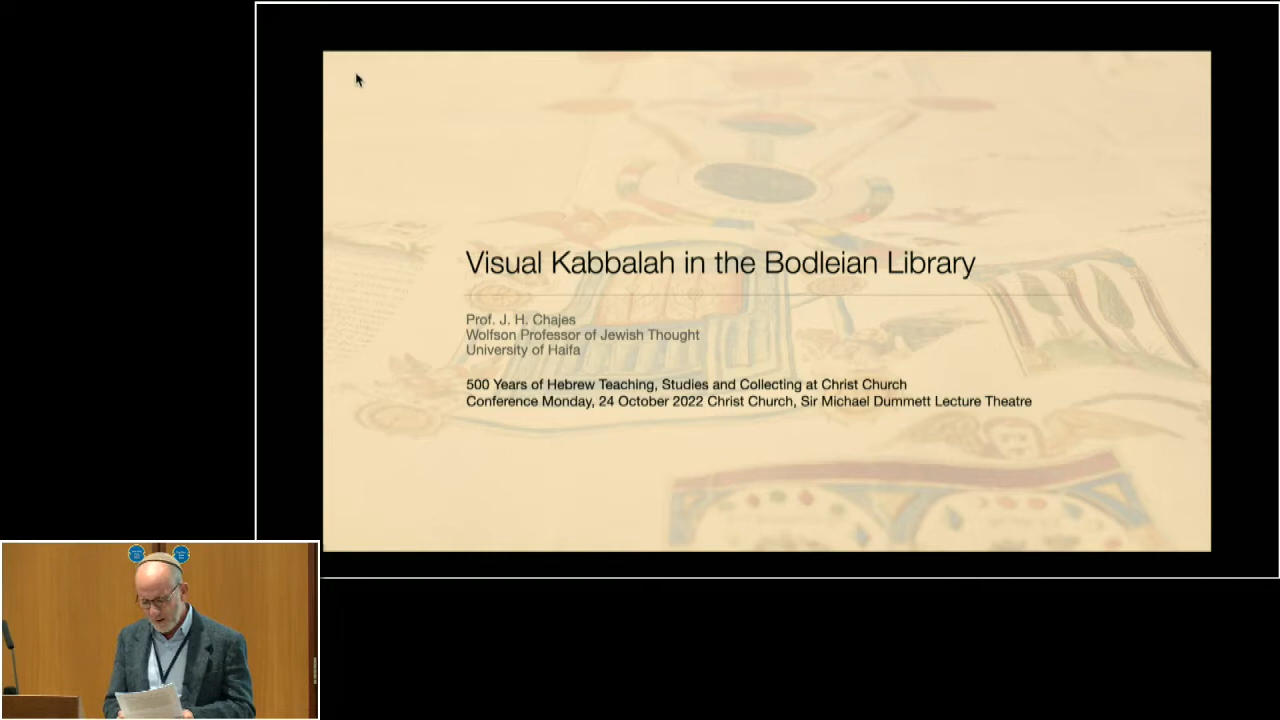 Visual Kabbalah in the Bodleian Library
Prof. J. H. Chajes
Wolfson Professor of Jewish Thought
University of Haifa
500 Years of Hebrew Teaching, Studies and Collecting at Christ Church
Conference Monday, 24 October 2022 Christ Church, Sir Michael Dummett Lecture Theatre